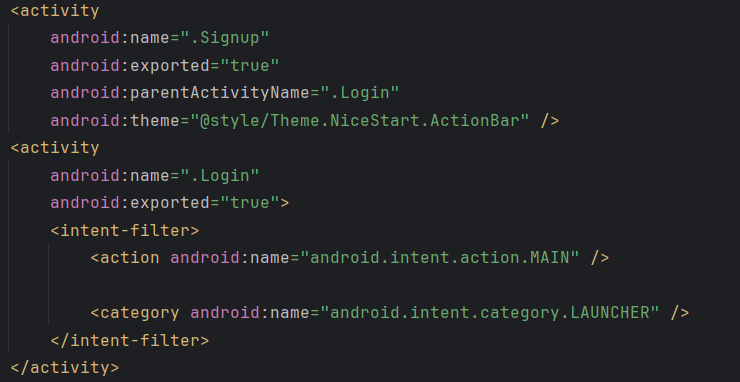 <activity
    android:name=".Signup"
    android:exported="true"
    android:parentActivityName=".Login"
    android:theme="@style/Theme.NiceStart.ActionBar" />
<activity
    android:name=".Login"
    android:exported="true">
    <intent-filter>
        <action android:name="android.intent.action.MAIN" />

        <category android:name="android.intent.category.LAUNCHER" />
    </intent-filter>
</activity>